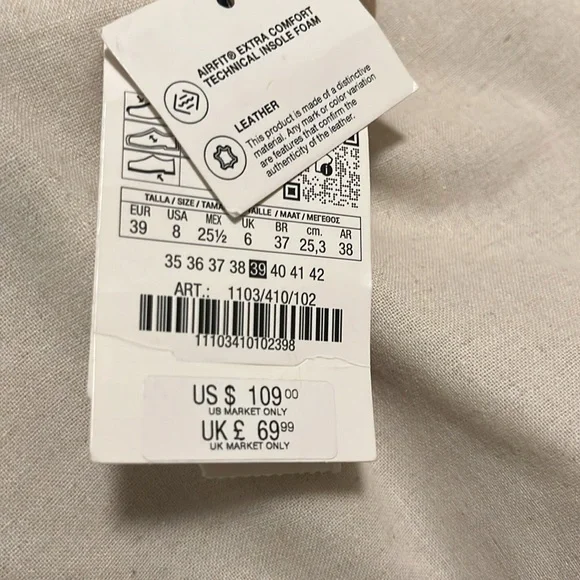 AIRFIT® EXTRA COMFORT
TECHNICAL INSOLE FOAM
LEATHER
This product is made of a distinctive
material. Any mark or color variation
are features that confirm the
authenticity of the leather.
TALLA / SIZE / TAMA AILLE / MAAT / ΜΕΓΕΘΟΣ
EUR USA MEX UK BR cm. AR
39 8 25½ 6 37 25,3 38
35 36 37 38 39 40 41 42
ART.: 1103/410/102
11103410102398
US $ 109 00
US MARKET ONLY
UK £ 69 99
UK MARKET ONLY